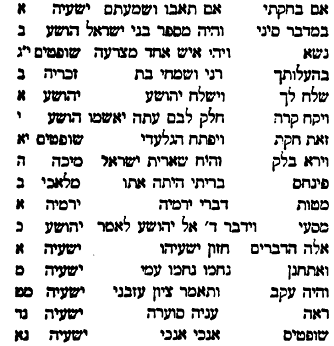 אם בחקתי אם תאבו ושמעתם ישעיה א
במדבר סיני והיה מספר בני ישראל הושע ב
נשא ויהי איש אחד מצרעה שופטים י"ג
בהעלותך רני ושמחי בת זכריה ב
שלח לך וישלח יהושע יהושע א
ויקח קרה חלק לבם עתה יאשמו הושע י
זאת חקת ויפתח הגלעדי שופטים יא
וירא בלק והיה שארית ישראל מיכה ה
פינחס בריתי היתה אתו מלאכי ב
מטות דברי ירמיה ירמיה א
מסעי וידבר ד' אל יהושע לאמר יהושע כ
אלה הדברים חזון ישעיהו ישעיה א
ואתחנן נחמו נחמו עמי ישעיה מ
והיה עקב ותאמר ציון עזבני ישעיה מט
ראה עניה סוערה ישעיה נד
שופטים אנכי אנכי ישעיה נא